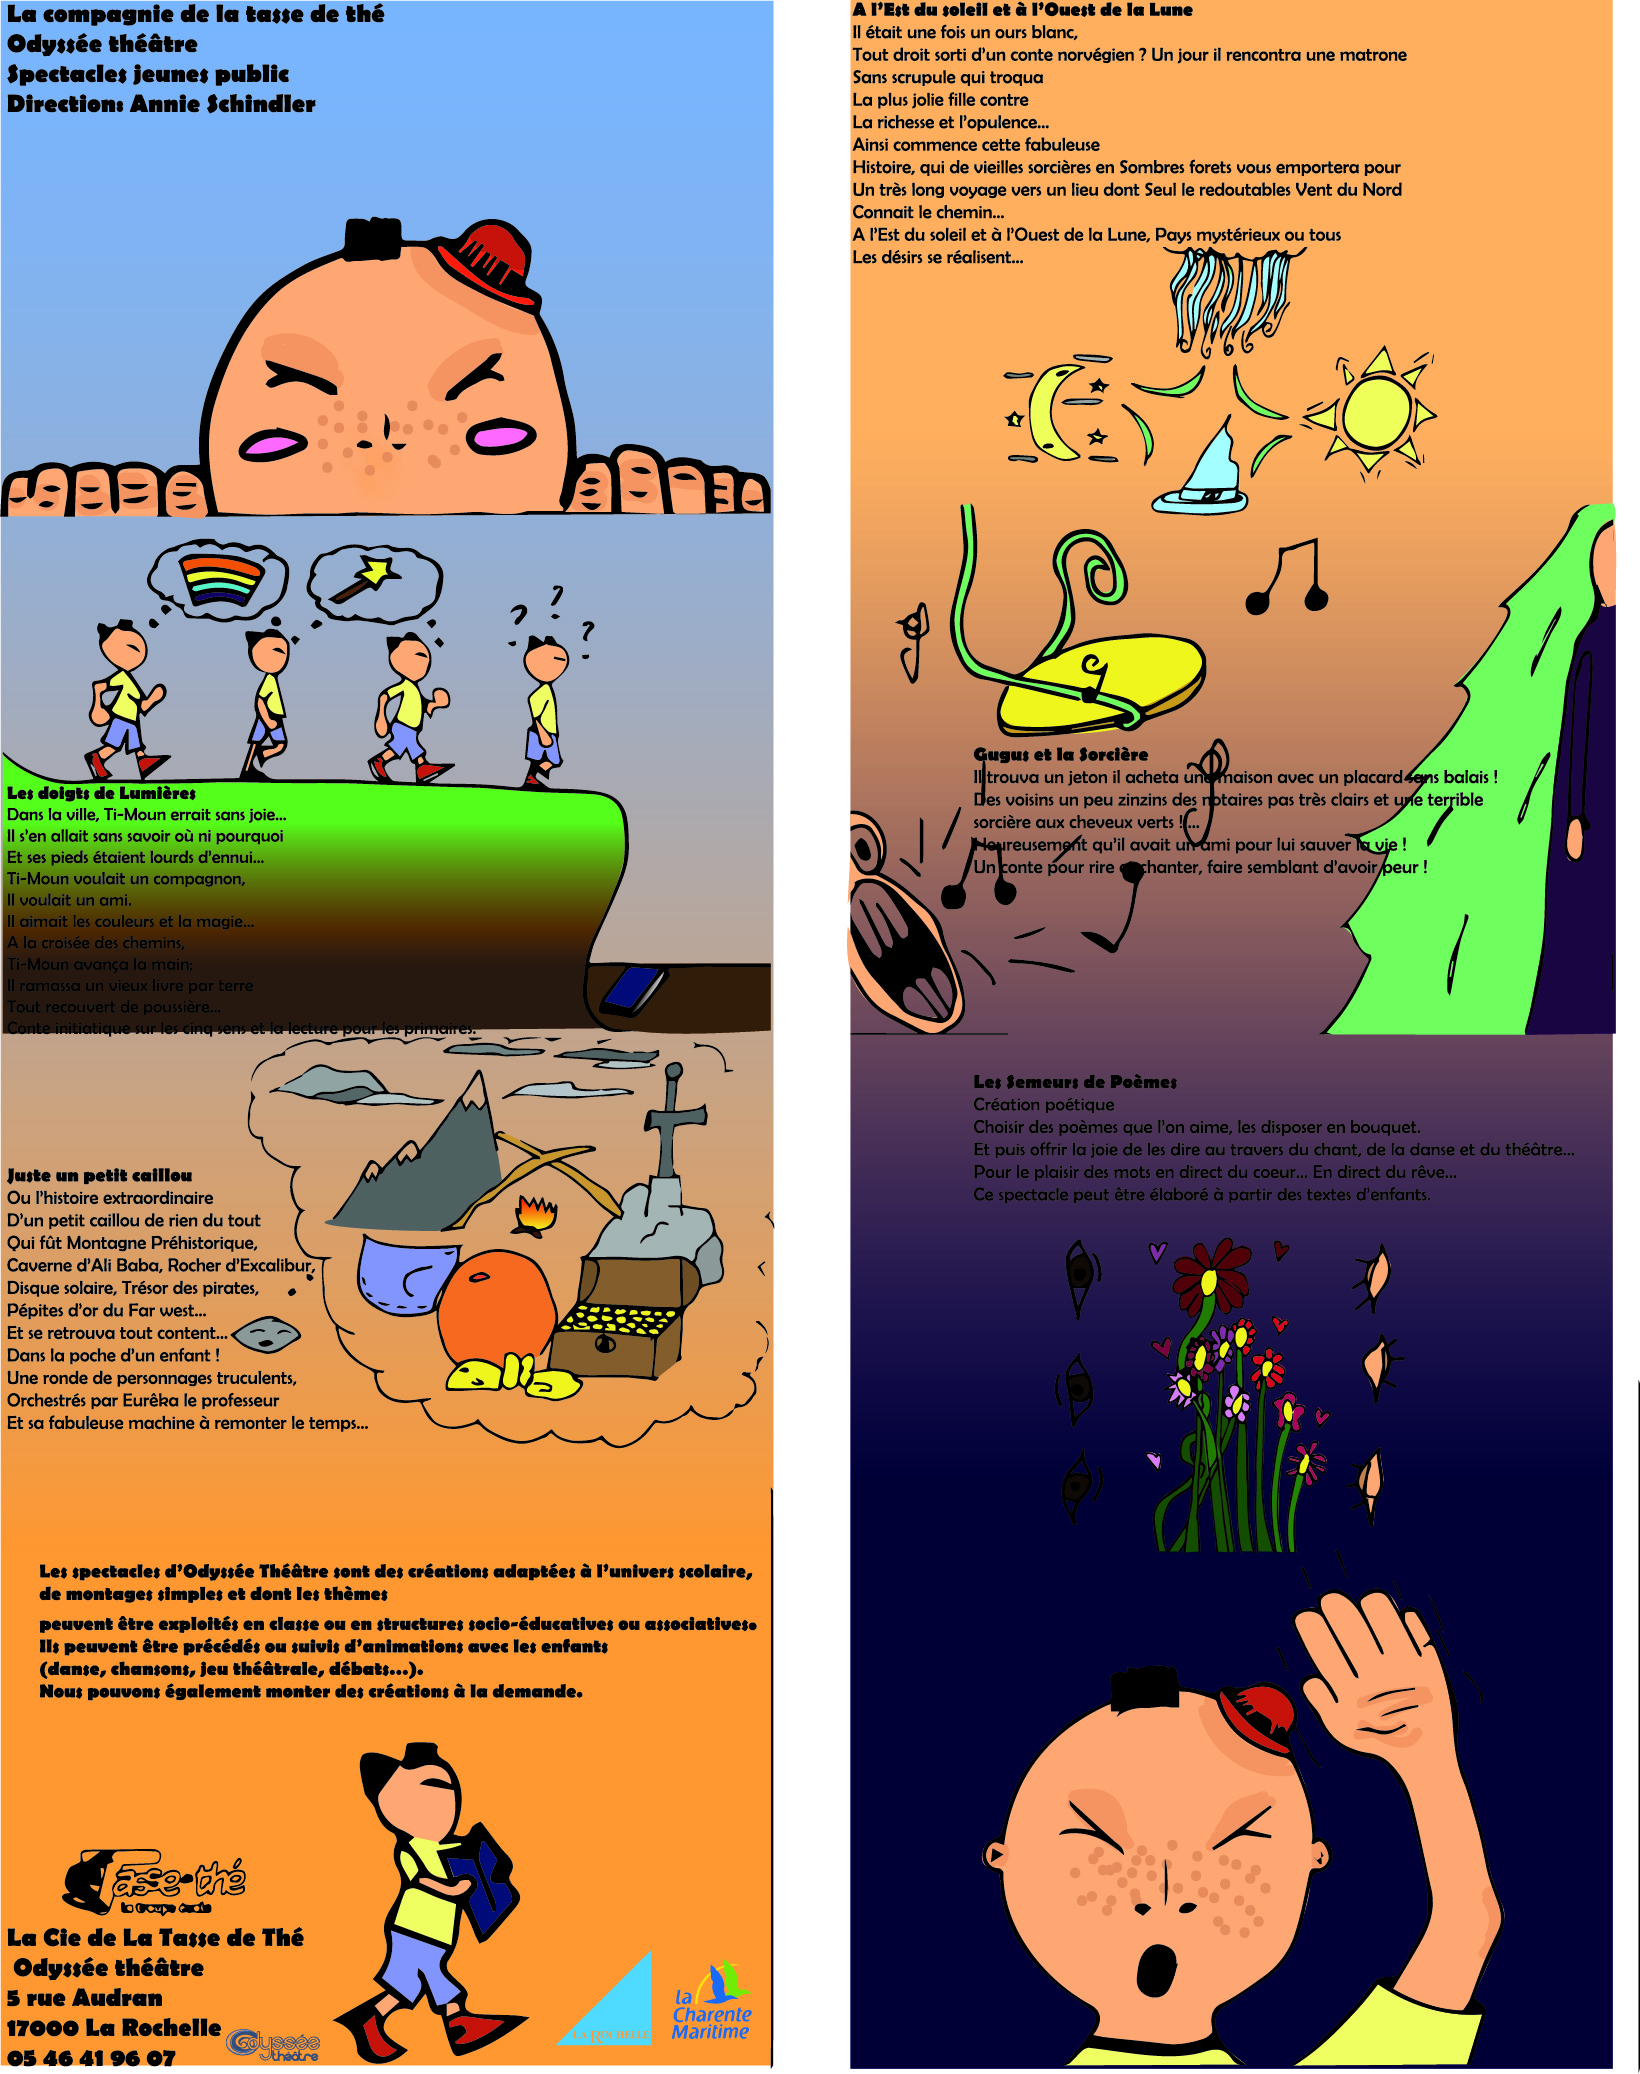 La compagnie de la tasse de thé
Odyssée théâtre
Spectacles jeunes public
Direction: Annie Schindler
Les doigts de Lumières
Dans la ville, Ti-Moun errait sans joie...
Il s'en allait sans savoir où ni pourquoi
Et ses pieds étaient lourds d'ennui...
Ti-Moun voulait un compagnon,
Il voulait un ami.
Il aimait les couleurs et la magie...
A la croisée des chemins,
Ti-Moun avança la main;
Il ramassa un vieux livre par terre
Tout recouvert de poussière...
Conte initiatique sur les cinq sens et la lecture pour les primaires.
Juste un petit caillou
Ou l'histoire extraordinaire
D'un petit caillou de rien du tout
Qui fût Montagne Préhistorique,
Caverne d'Ali Baba, Rocher d'Excalibur,
Disque solaire, Trésor des pirates,
Pépites d'or du Far west...
Et se retrouva tout content...
Dans la poche d'un enfant !
Une ronde de personnages truculents,
Orchestrés par Eurêka le professeur
Et sa fabuleuse machine à remonter le temps...
Les spectacles d'Odyssée Théâtre sont des créations adaptées à l'univers scolaire,
de montages simples et dont les thèmes
peuvent être exploités en classe ou en structures socio-éducatives ou associatives.
Ils peuvent être précédés ou suivis d'animations avec les enfants
(danse, chansons, jeu théâtrale, débats...).
Nous pouvons également monter des créations à la demande.
Tasse-thé
La Cie de La Tasse de Thé
Odyssée théâtre
5 rue Audran
17000 La Rochelle
05 46 41 96 07
Odyssée
théâtre
LA ROCHELLE
la
Charente
Maritime
A l'Est du soleil et à l'Ouest de la Lune
Il était une fois un ours blanc,
Tout droit sorti d'un conte norvégien ? Un jour il rencontra une matrone
Sans scrupule qui troqua
La plus jolie fille contre
La richesse et l'opulence...
Ainsi commence cette fabuleuse
Histoire, qui de vieilles sorcières en Sombres forets vous emportera pour
Un très long voyage vers un lieu dont Seul le redoutables Vent du Nord
Connait le chemin...
A l'Est du soleil et à l'Ouest de la Lune, Pays mystérieux ou tous
Les désirs se réalisent...
Gugus et la Sorcière
Il trouva un jeton il acheta une maison avec un placard sans balais !
Des voisins un peu zinzins des notaires pas très clairs et une terrible
sorcière aux cheveux verts !...
Heureusement qu'il avait un ami pour lui sauver la vie !
Un conte pour rire et chanter, faire semblant d'avoir peur !
Les Semeurs de Poèmes
Création poétique
Choisir des poèmes que l'on aime, les disposer en bouquet.
Et puis offrir la joie de les dire au travers du chant, de la danse et du théâtre...
Pour le plaisir des mots en direct du coeur... En direct du rêve...
Ce spectacle peut être élaboré à partir des textes d'enfants.